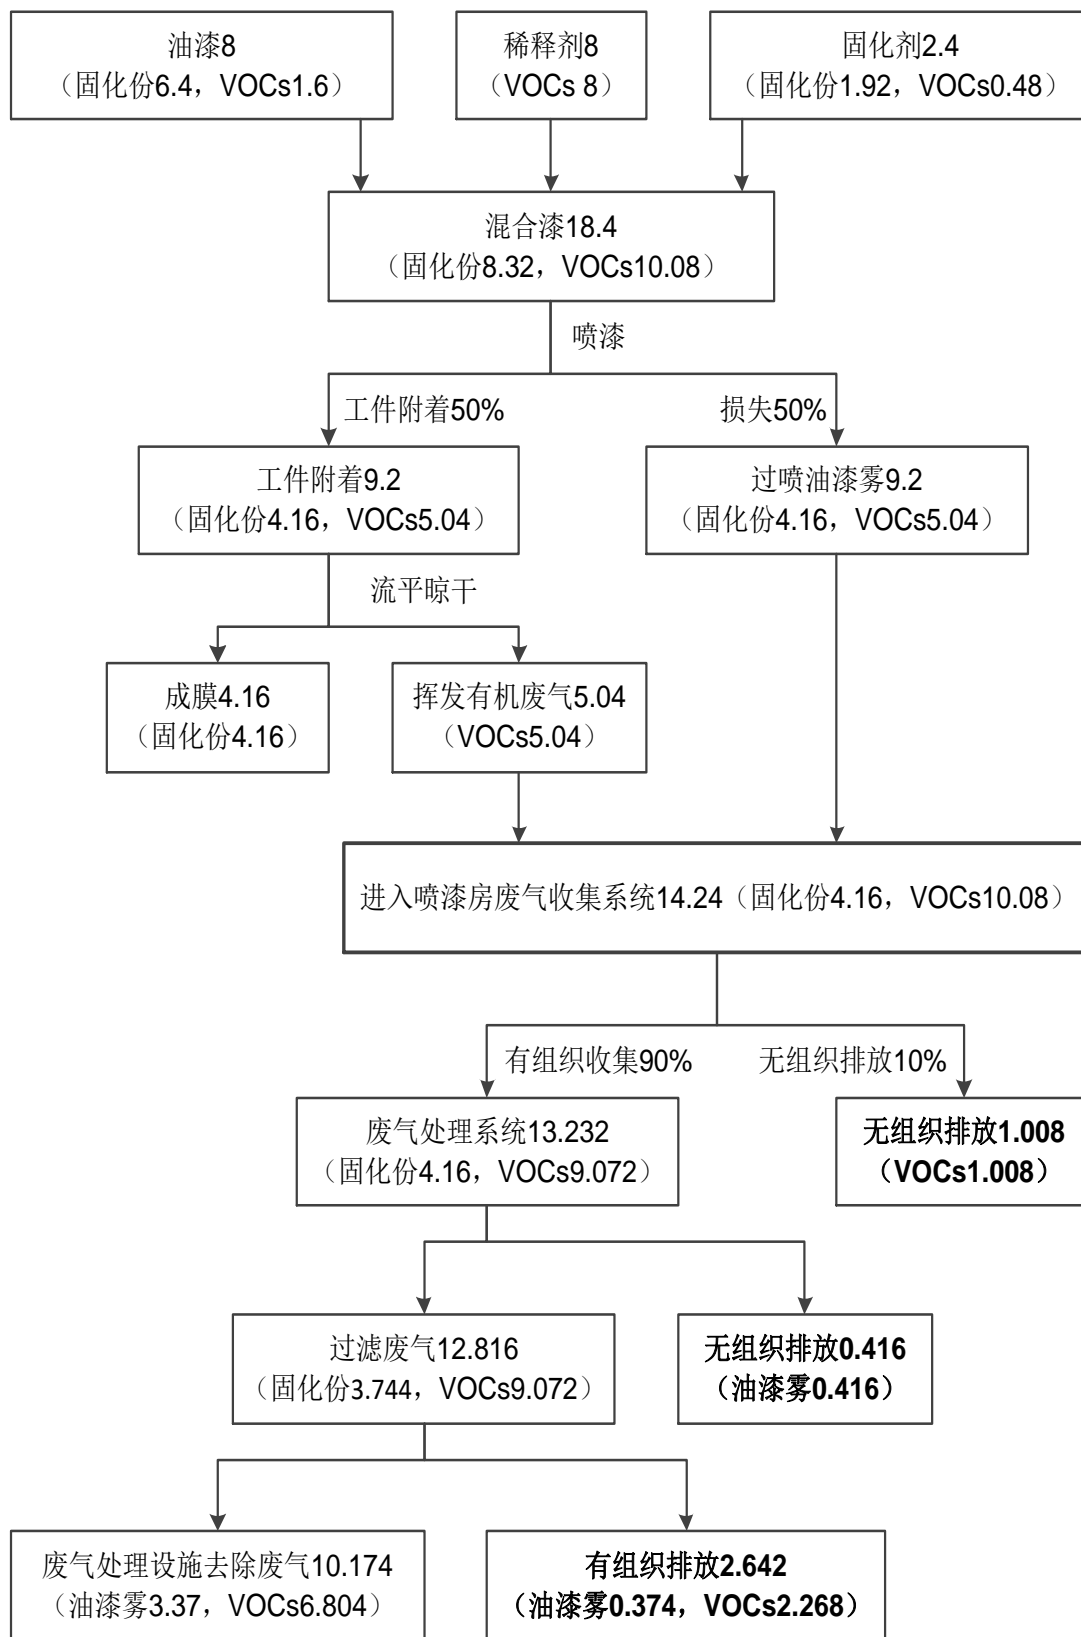 油漆8
（固化份6.4，VOCs1.6）
稀释剂8
（VOCs 8）
固化剂2.4
（固化份1.92，VOCs0.48）
混合漆18.4
（固化份8.32，VOCs10.08）
喷漆
工件附着50%
损失50%
工件附着9.2
（固化份4.16，VOCs5.04）
过喷油漆雾9.2
（固化份4.16，VOCs5.04）
流平晾干
成膜4.16
（固化份4.16）
挥发有机废气5.04
（VOCs5.04）
进入喷漆房废气收集系统14.24（固化份4.16，VOCs10.08）
有组织收集90%
无组织排放10%
废气处理系统13.232
（固化份4.16，VOCs9.072）
无组织排放1.008
（VOCs1.008）
过滤废气12.816
（固化份3.744，VOCs9.072）
无组织排放0.416
（油漆雾0.416）
废气处理设施去除废气10.174
（油漆雾3.37，VOCs6.804）
有组织排放2.642
（油漆雾0.374，VOCs2.268）